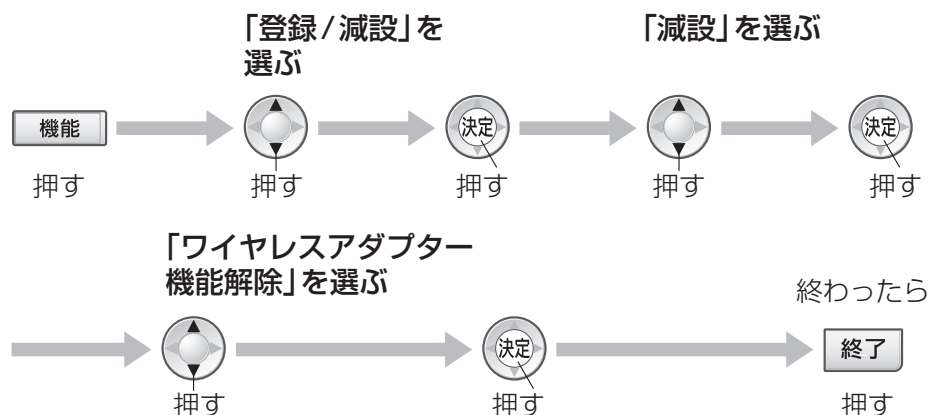 「登録/減設」を
選ぶ
「減設」を選ぶ
機能
決定
決定
押す
押す
押す
押す
押す
「ワイヤレスアダプター
機能解除」を選ぶ
終わったら
決定
終了
押す
押す
押す